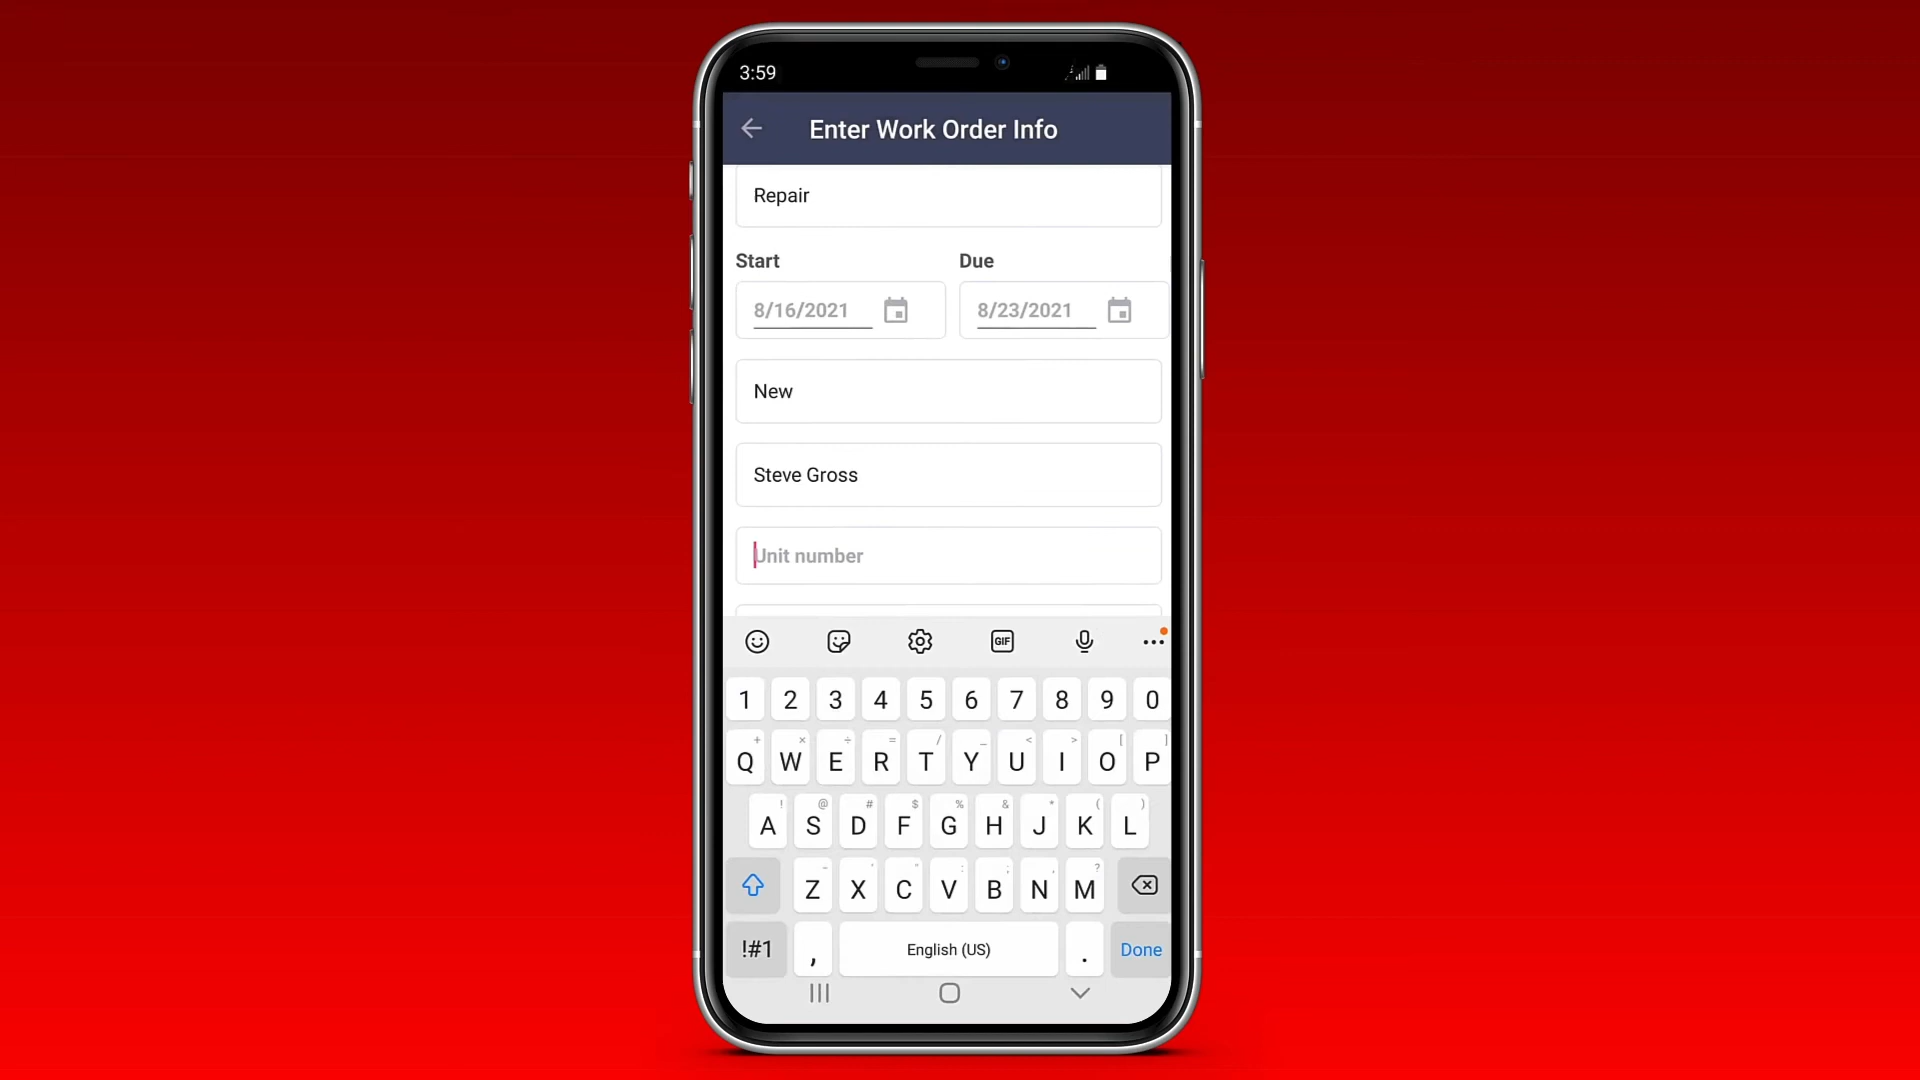 3:59
Enter Work Order Info
Repair
Start Due
8/16/2021 8/23/2021
New
Steve Gross
Unit number
GIF
1 2 3 4 5 6 7 8 9 0
+ × ÷ = / _ < > [ ]
Q W E R T Y U I O P
! @ # $ % & * ( )
A S D F G H J K L
- ' " : ; , ?
Z X C V B N M
!#1 , English (US) . Done